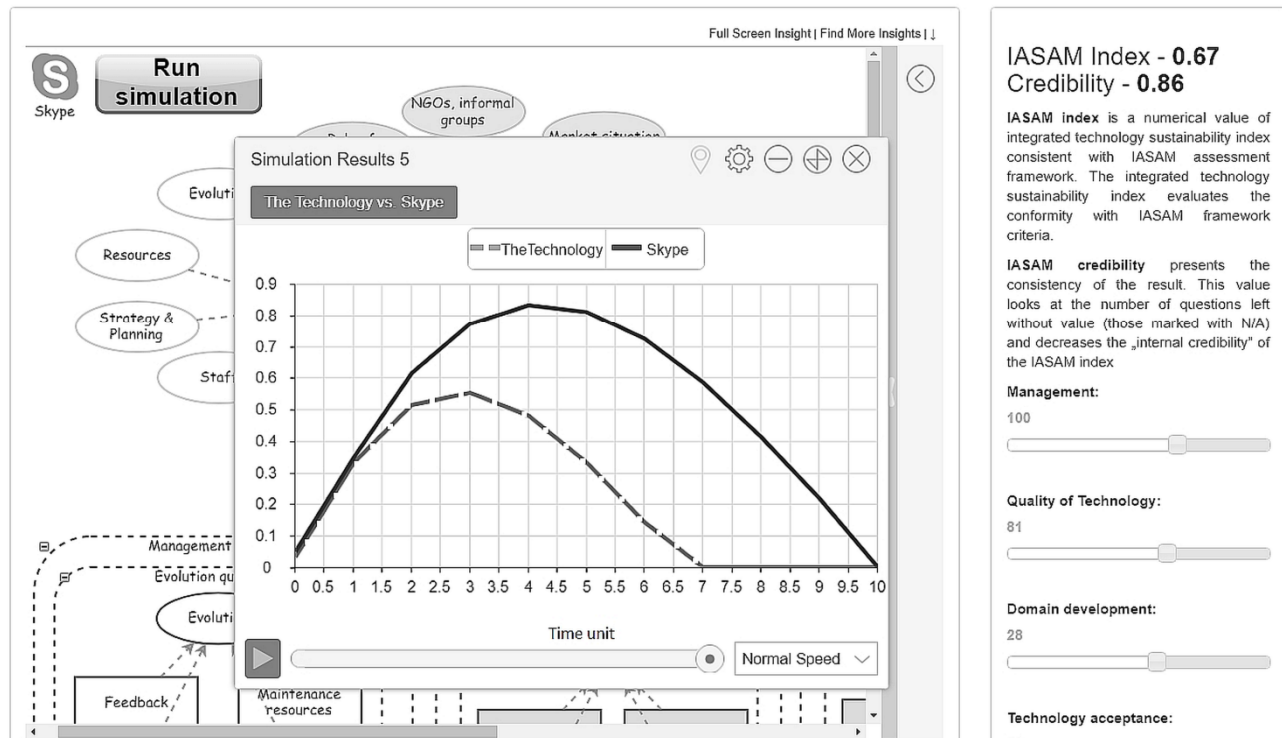 Full Screen Insight | Find More Insights | ↓
Skype
Run
simulation
NGOs, informal
groups
Market situation
Evoluti
Resources
Strategy &
Planning
Staf
Simulation Results 5
The Technology vs. Skype
TheTechnology
Skype
0.9
0.8
0.7
0.6
0.5
0.4
0.3
0.2
0.1
0
0 0.5 1 1.5 2 2.5 3 3.5 4 4.5 5 5.5 6 6.5 7 7.5 8 8.5 9 9.5 10
Time unit
Normal Speed
Management
Evolution qu
Evoluti
Feedback
Maintenance
resources
IASAM Index - 0.67
Credibility - 0.86
IASAM index is a numerical value of
integrated technology sustainability index
consistent with IASAM assessment
framework. The integrated technology
sustainability index evaluates the
conformity with IASAM framework
criteria.
IASAM credibility presents the
consistency of the result. This value
looks at the number of questions left
without value (those marked with N/A)
and decreases the „internal credibility" of
the IASAM index
Management:
100
Quality of Technology:
81
Domain development:
28
Technology acceptance: